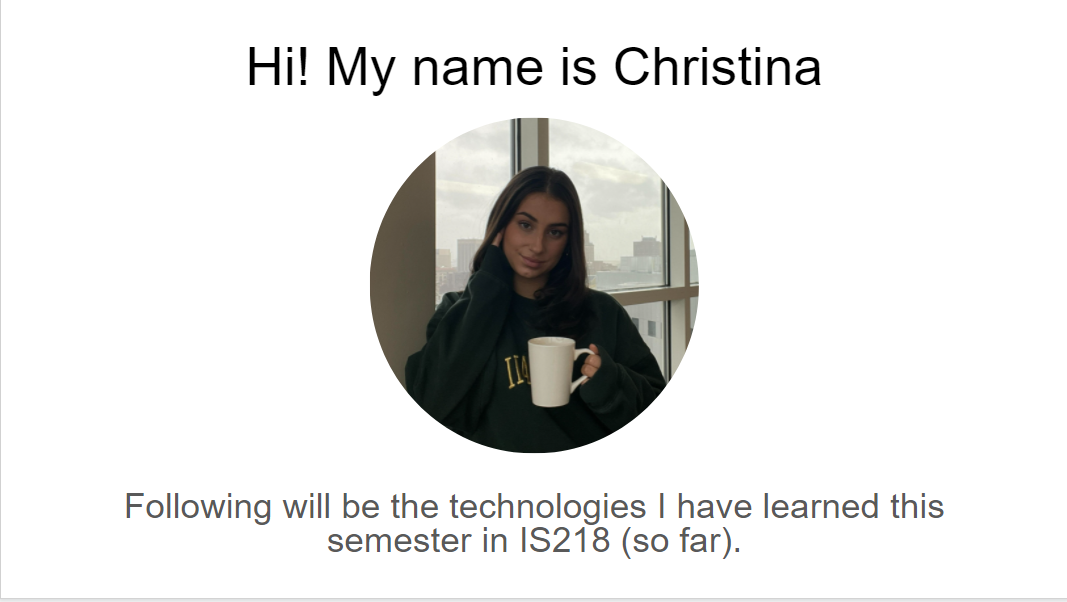 Hi! My name is Christina
Following will be the technologies I have learned this
semester in IS218 (so far).